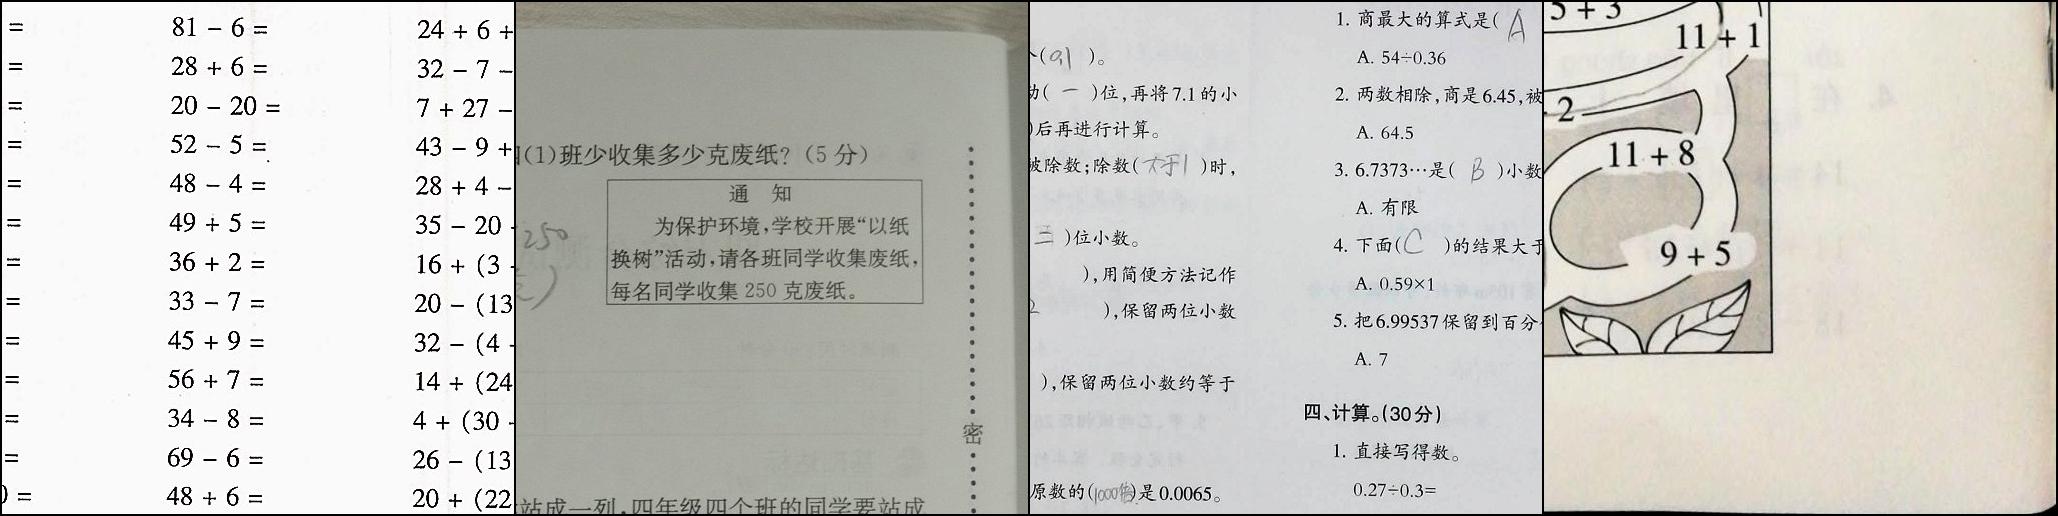 =
81 − 6 =
24 + 6 +
=
28 + 6 =
32 − 7 −
=
20 − 20 =
7 + 27 −
=
52 − 5 =
43 − 9 +
=
48 − 4 =
28 + 4 −
=
49 + 5 =
35 − 20
=
36 + 2 =
16 + (3
=
33 − 7 =
20 − (13
=
45 + 9 =
32 − (4
=
56 + 7 =
14 + (24
=
34 − 8 =
4 + (30
=
69 − 6 =
26 − (13
=
48 + 6 =
20 + (22
(1)班少收集多少克废纸？(5 分)
通 知
为保护环境,学校开展“以纸
换树”活动,请各班同学收集废纸,
每名同学收集 250 克废纸。
250
密
站成一列,四年级四个班的同学要站成
(0.1 )。
( 一 )位,再将7.1的小
)后再进行计算。
被除数;除数(大于1 )时,
三 )位小数。
),用简便方法记作
2 ),保留两位小数
),保留两位小数约等于
原数的(1000倍)是0.0065。
1. 商最大的算式是( A
A. 54÷0.36
2. 两数相除,商是6.45,被
A. 64.5
3. 6.7373⋯是( B )小数
A. 有限
4. 下面(C )的结果大于
A. 0.59×1
5. 把6.99537保留到百分
A. 7
四、计算。(30分)
1. 直接写得数。
0.27÷0.3=
5 + 3
11 + 1
2
11 + 8
9 + 5